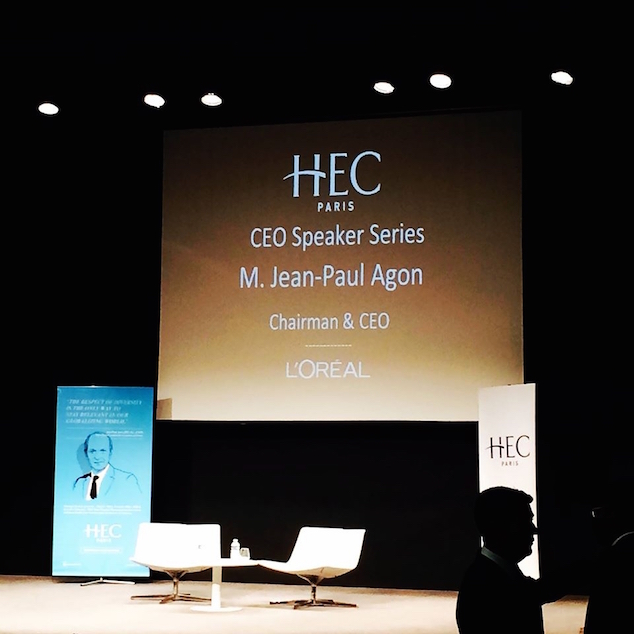 HEC
PARIS
CEO Speaker Series
M. Jean-Paul Agon
Chairman & CEO
L'ORÉAL
"THE RESPECT OF DIVERSITY
IS THE ONLY WAY TO
STAY RELEVANT IN OUR
GLOBALIZING WORLD."
HEC
PARIS
HEC
PARIS